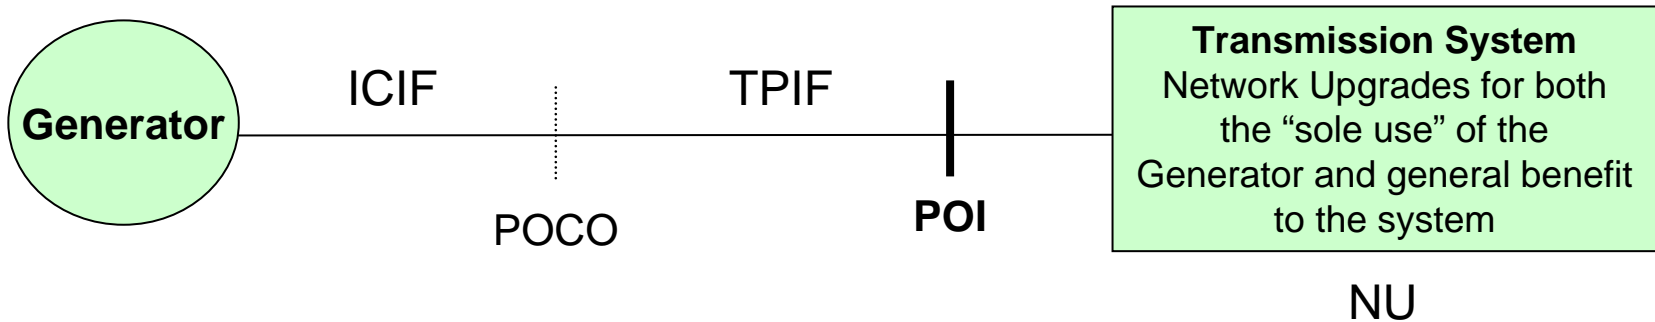 Generator
ICIF
POCO
TPIF
POI
Transmission System
Network Upgrades for both
the “sole use” of the
Generator and general benefit
to the system
NU